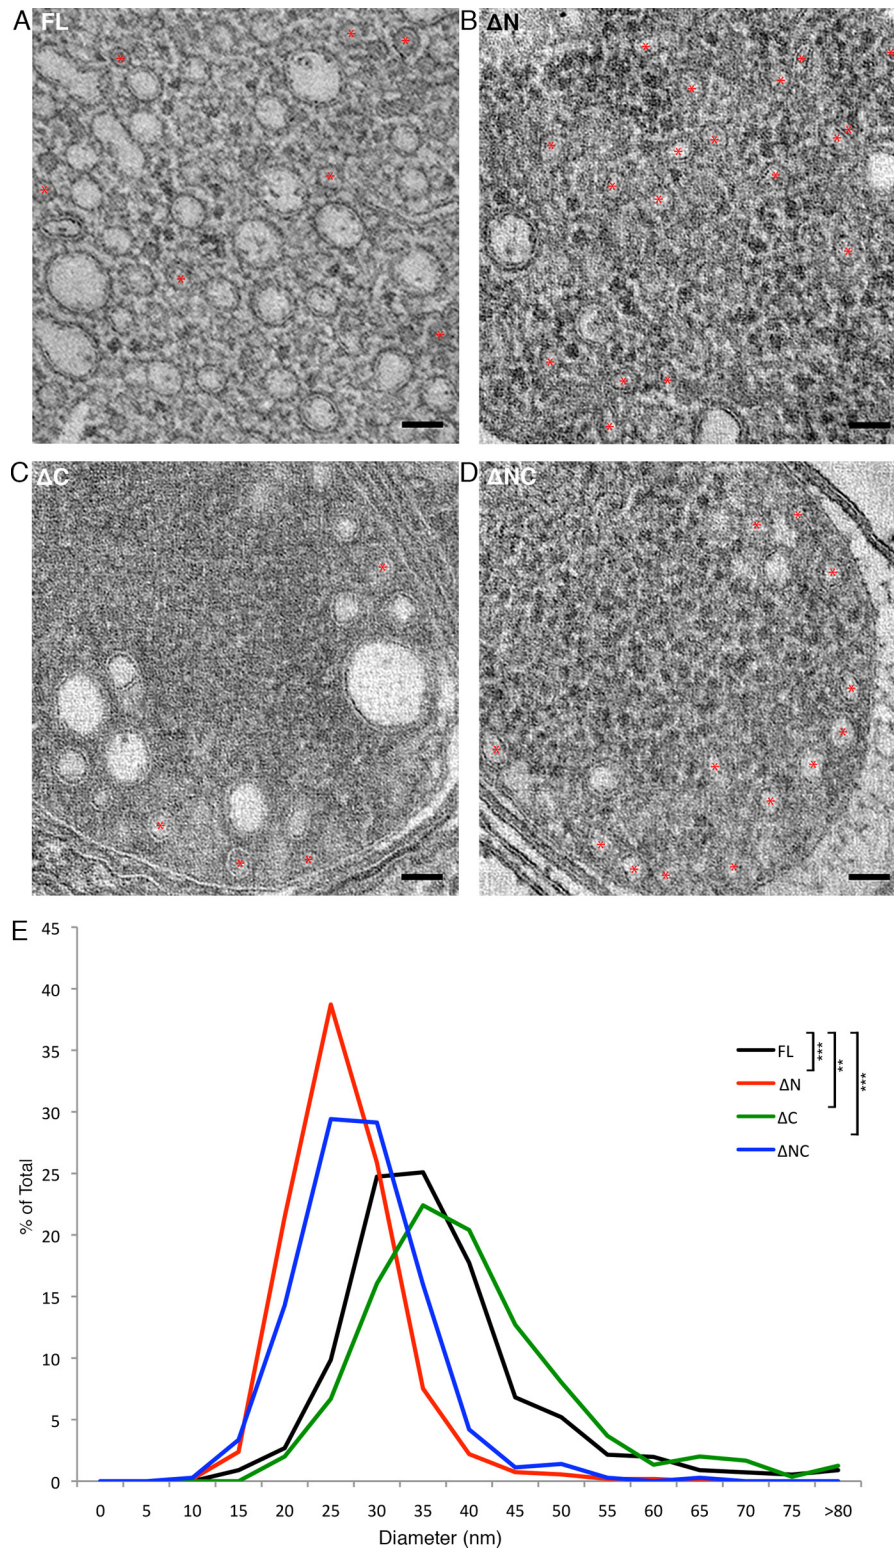 A FL
B ΔN
C ΔC
D ΔNC
E
45
40
35
30
25
20
15
10
5
0
% of Total
0 5 10 15 20 25 30 35 40 45 50 55 60 65 70 75 >80
Diameter (nm)
FL
ΔN
ΔC
ΔNC
***
**
***